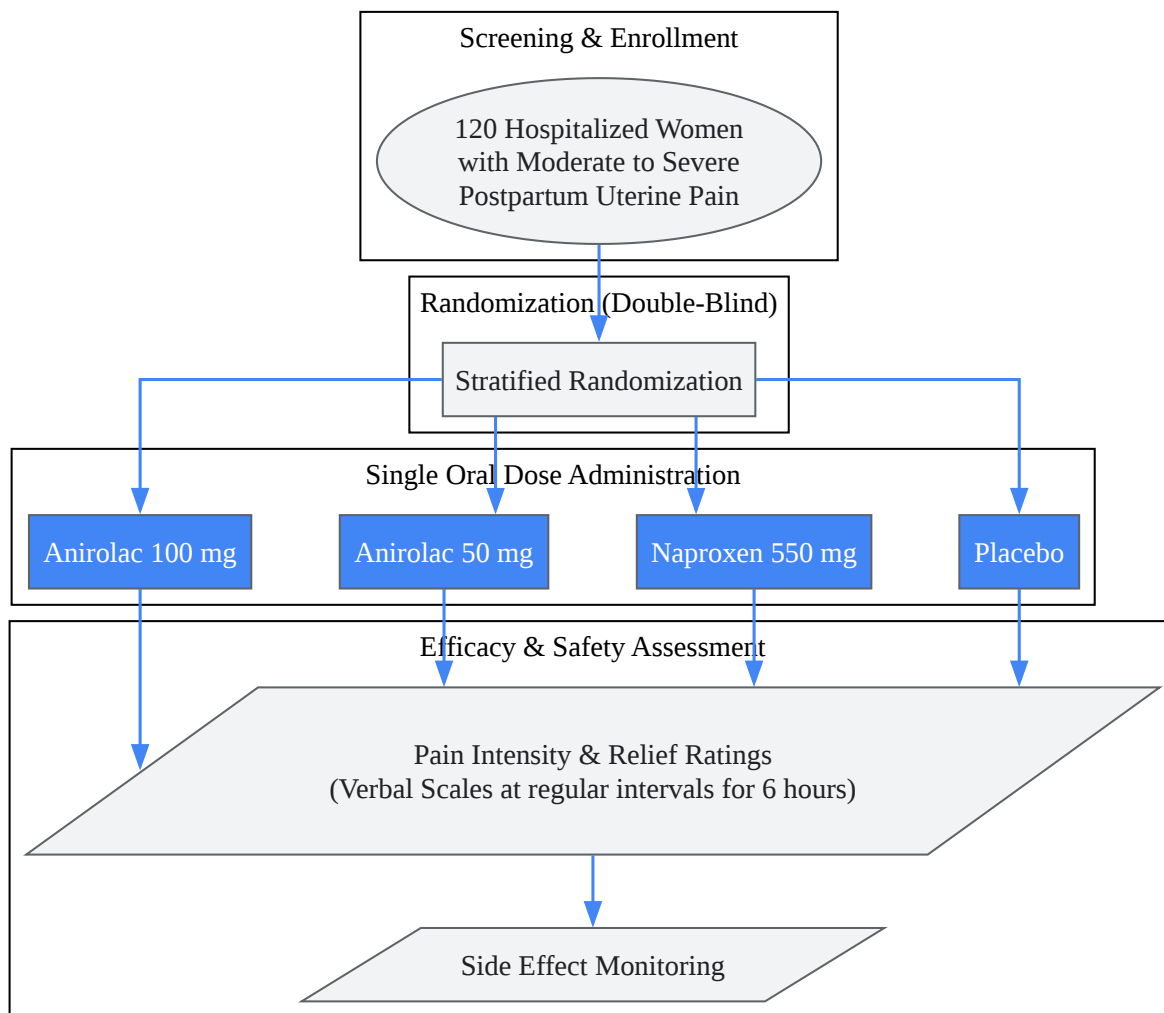 Screening & Enrollment
120 Hospitalized Women
with Moderate to Severe
Postpartum Uterine Pain
Randomization (Double-Blind)
Stratified Randomization
Single Oral Dose Administration
Anirolac 100 mg
Anirolac 50 mg
Naproxen 550 mg
Placebo
Efficacy & Safety Assessment
Pain Intensity & Relief Ratings
(Verbal Scales at regular intervals for 6 hours)
Side Effect Monitoring